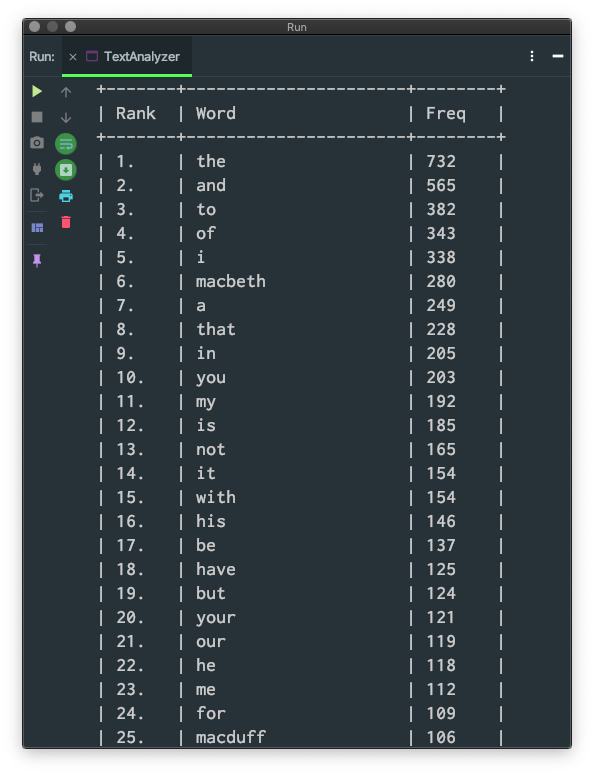 Run
Run: × TextAnalyzer
+-------+----------------------+--------+
| Rank | Word | Freq |
+-------+----------------------+--------+
| 1. | the | 732 |
| 2. | and | 565 |
| 3. | to | 382 |
| 4. | of | 343 |
| 5. | i | 338 |
| 6. | macbeth | 280 |
| 7. | a | 249 |
| 8. | that | 228 |
| 9. | in | 205 |
| 10. | you | 203 |
| 11. | my | 192 |
| 12. | is | 185 |
| 13. | not | 165 |
| 14. | it | 154 |
| 15. | with | 154 |
| 16. | his | 146 |
| 17. | be | 137 |
| 18. | have | 125 |
| 19. | but | 124 |
| 20. | your | 121 |
| 21. | our | 119 |
| 22. | he | 118 |
| 23. | me | 112 |
| 24. | for | 109 |
| 25. | macduff | 106 |